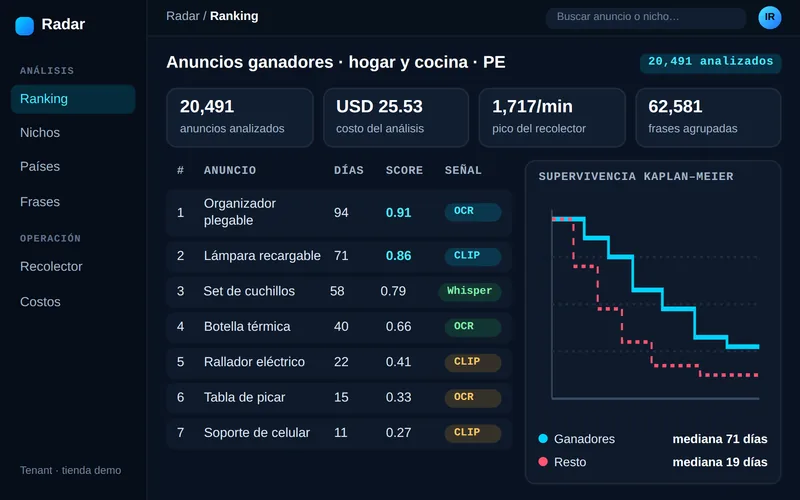 Radar
Radar / Ranking
Buscar anuncio o nicho...
IR
ANÁLISIS
Ranking
Nichos
Países
Frases
OPERACIÓN
Recolector
Costos
Tenant · tienda demo
Anuncios ganadores · hogar y cocina · PE
20,491 analizados
20,491
anuncios analizados
USD 25.53
costo del análisis
1,717/min
pico del recolector
62,581
frases agrupadas
# ANUNCIO DÍAS SCORE SEÑAL
1 Organizador plegable 94 0.91 OCR
2 Lámpara recargable 71 0.86 CLIP
3 Set de cuchillos 58 0.79 Whisper
4 Botella térmica 40 0.66 OCR
5 Rallador eléctrico 22 0.41 CLIP
6 Tabla de picar 15 0.33 OCR
7 Soporte de celular 11 0.27 CLIP
SUPERVIVENCIA KAPLAN–MEIER
Ganadores mediana 71 días
Resto mediana 19 días